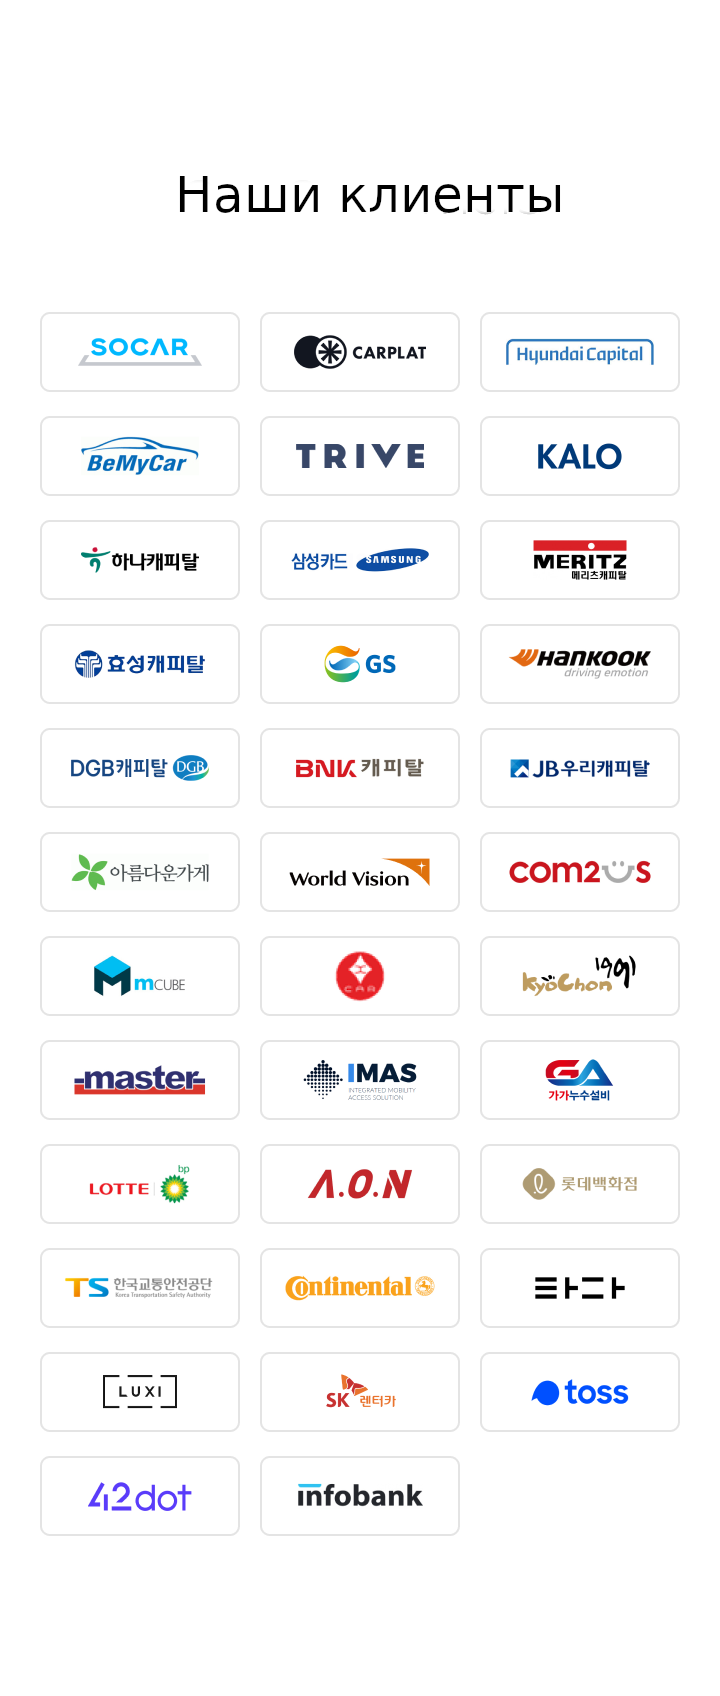 Наши клиенты
SOCAR
CARPLAT
Hyundai Capital
BeMyCar
TRIVE
KALO
하나캐피탈
삼성카드 SAMSUNG
MERITZ
메리츠캐피탈
효성캐피탈
GS
HANKOOK
driving emotion
DGB캐피탈 DGB
BNK 캐피탈
JB우리캐피탈
아름다운가게
World Vision
com2uS
mCUBE
CAR
KyoChon 1991
master
IMAS
INTEGRATED MOBILITY
ACCESS SOLUTION
GA
가가누수설비
bp
LOTTE
A.O.N
롯데백화점
TS 한국교통안전공단
Korea Transportation Safety Authority
Continental
타다
LUXI
SK 렌터카
toss
42dot
infobank